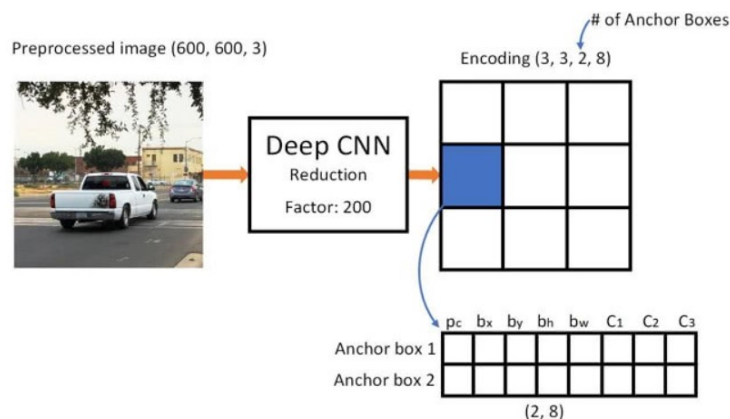 # of Anchor Boxes
Preprocessed image (600, 600, 3)
Encoding (3, 3, 2, 8)
Deep CNN
Reduction
Factor: 200
pc bx by bh bw C1 C2 C3
Anchor box 1
Anchor box 2
(2, 8)